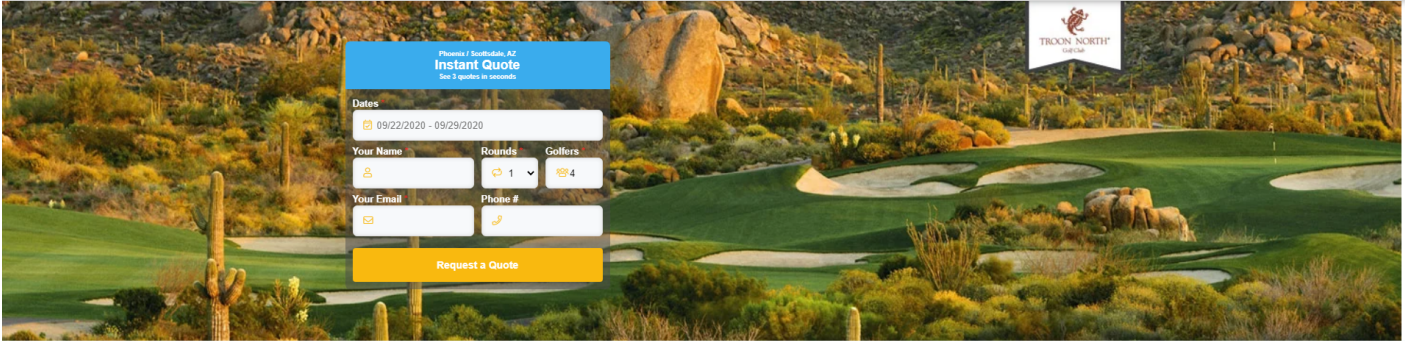 TROON NORTH®
Golf Club
Phoenix / Scottsdale, AZ
Instant Quote
See 3 quotes in seconds
Dates
09/22/2020 - 09/29/2020
Your Name
Rounds
Golfers
1
4
Your Email
Phone #
Request a Quote